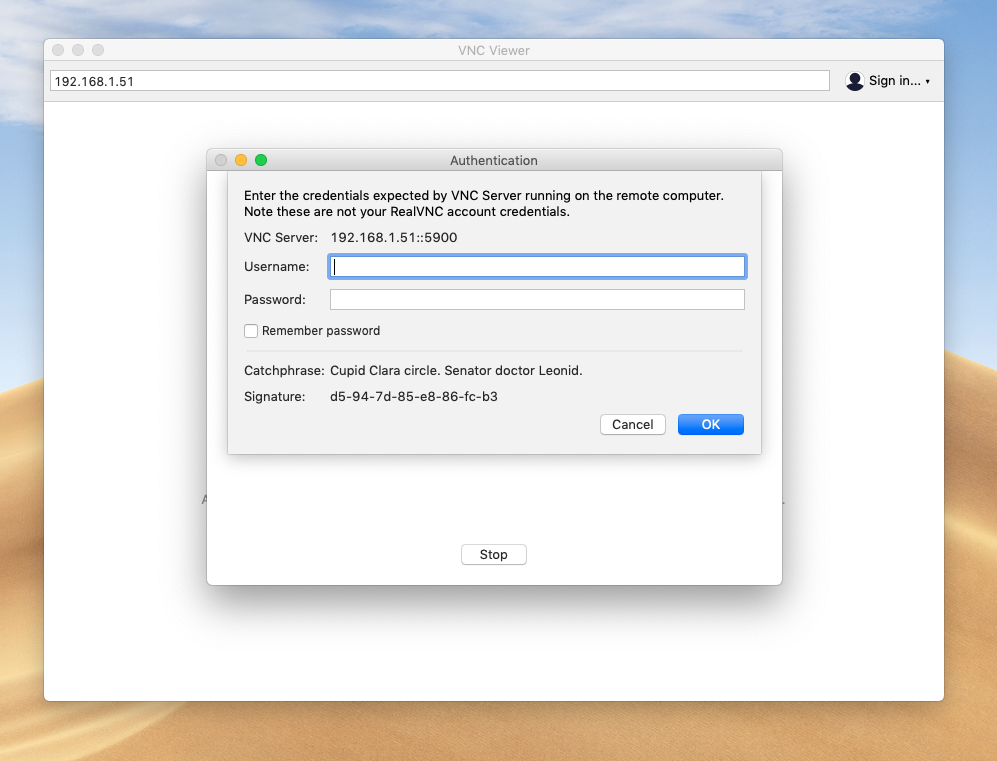 VNC Viewer
192.168.1.51
Sign in...
Authentication
Enter the credentials expected by VNC Server running on the remote computer.
Note these are not your RealVNC account credentials.
VNC Server: 192.168.1.51::5900
Username:
Password:
Remember password
Catchphrase: Cupid Clara circle. Senator doctor Leonid.
Signature: d5-94-7d-85-e8-86-fc-b3
Cancel
OK
Stop